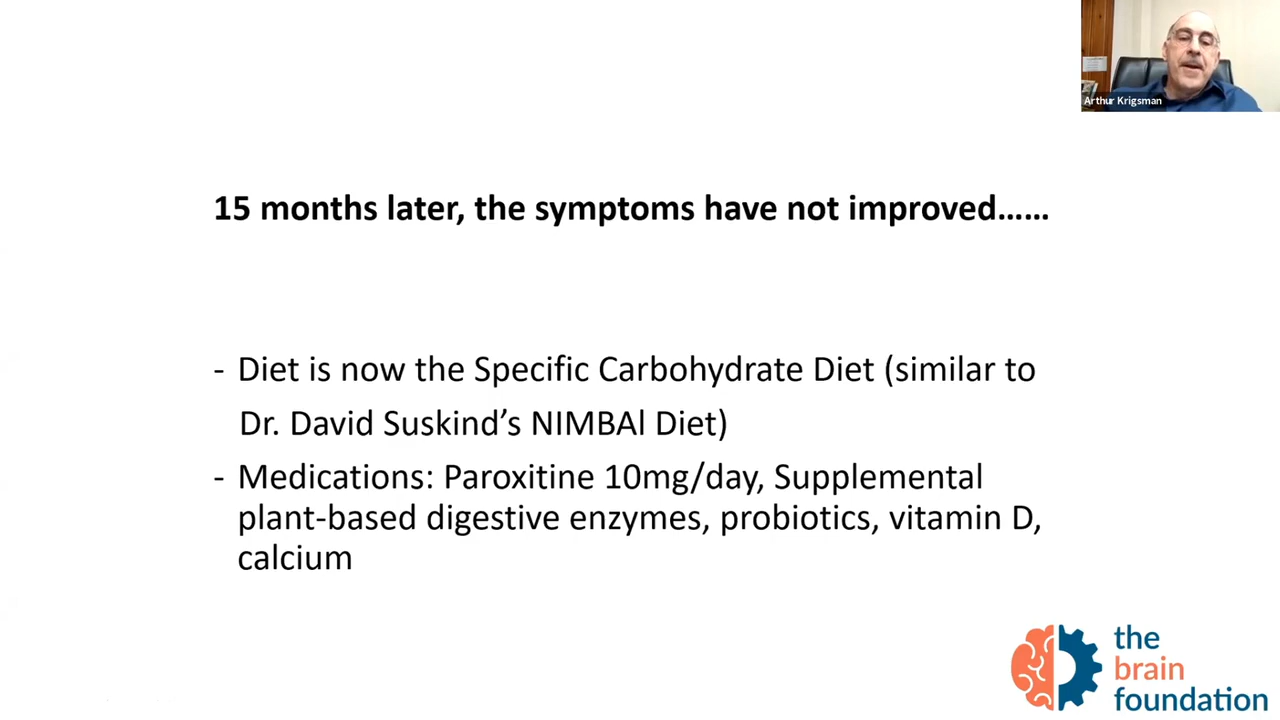 Arthur Krigsman
15 months later, the symptoms have not improved......
- Diet is now the Specific Carbohydrate Diet (similar to
Dr. David Suskind's NIMBAl Diet)
- Medications: Paroxitine 10mg/day, Supplemental
plant-based digestive enzymes, probiotics, vitamin D,
calcium
the
brain
foundation